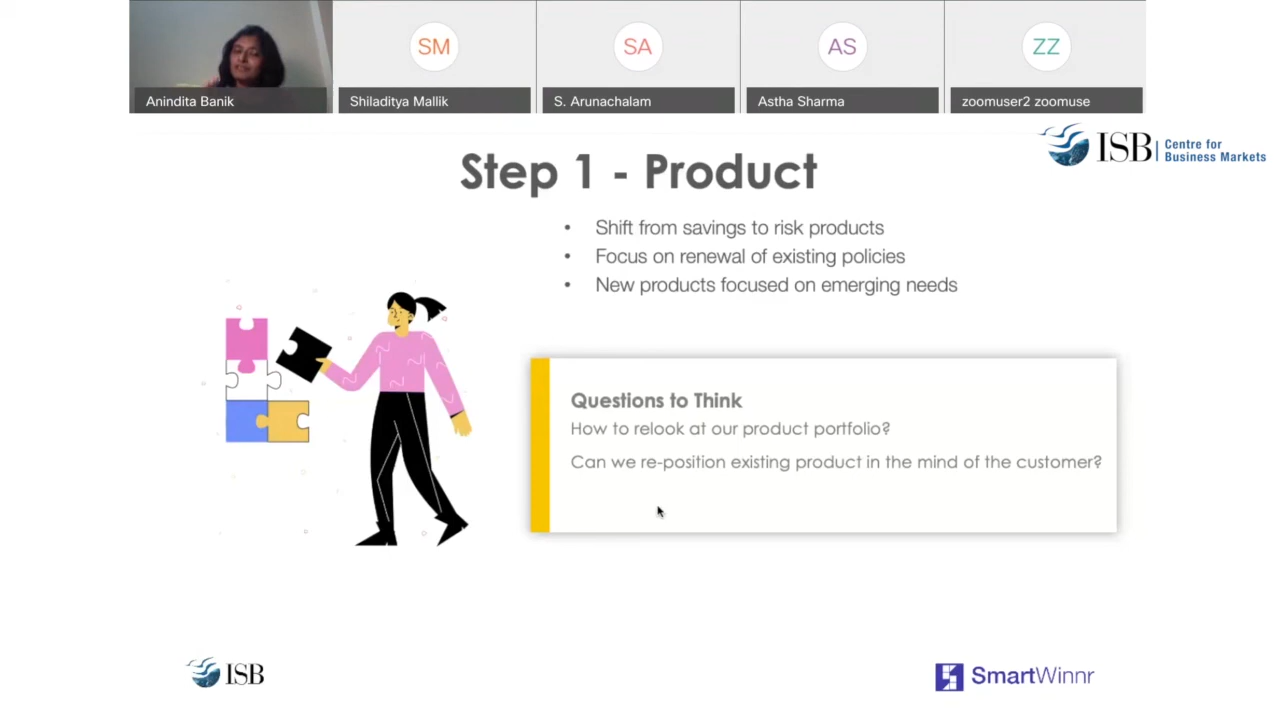 SM
SA
AS
ZZ
Anindita Banik
Shiladitya Mallik
S. Arunachalam
Astha Sharma
zoomuser2 zoomuse
ISB
Centre for
Business Markets
Step 1 - Product
• Shift from savings to risk products
• Focus on renewal of existing policies
• New products focused on emerging needs
Questions to Think
How to relook at our product portfolio?
Can we re-position existing product in the mind of the customer?
ISB
SmartWinnr